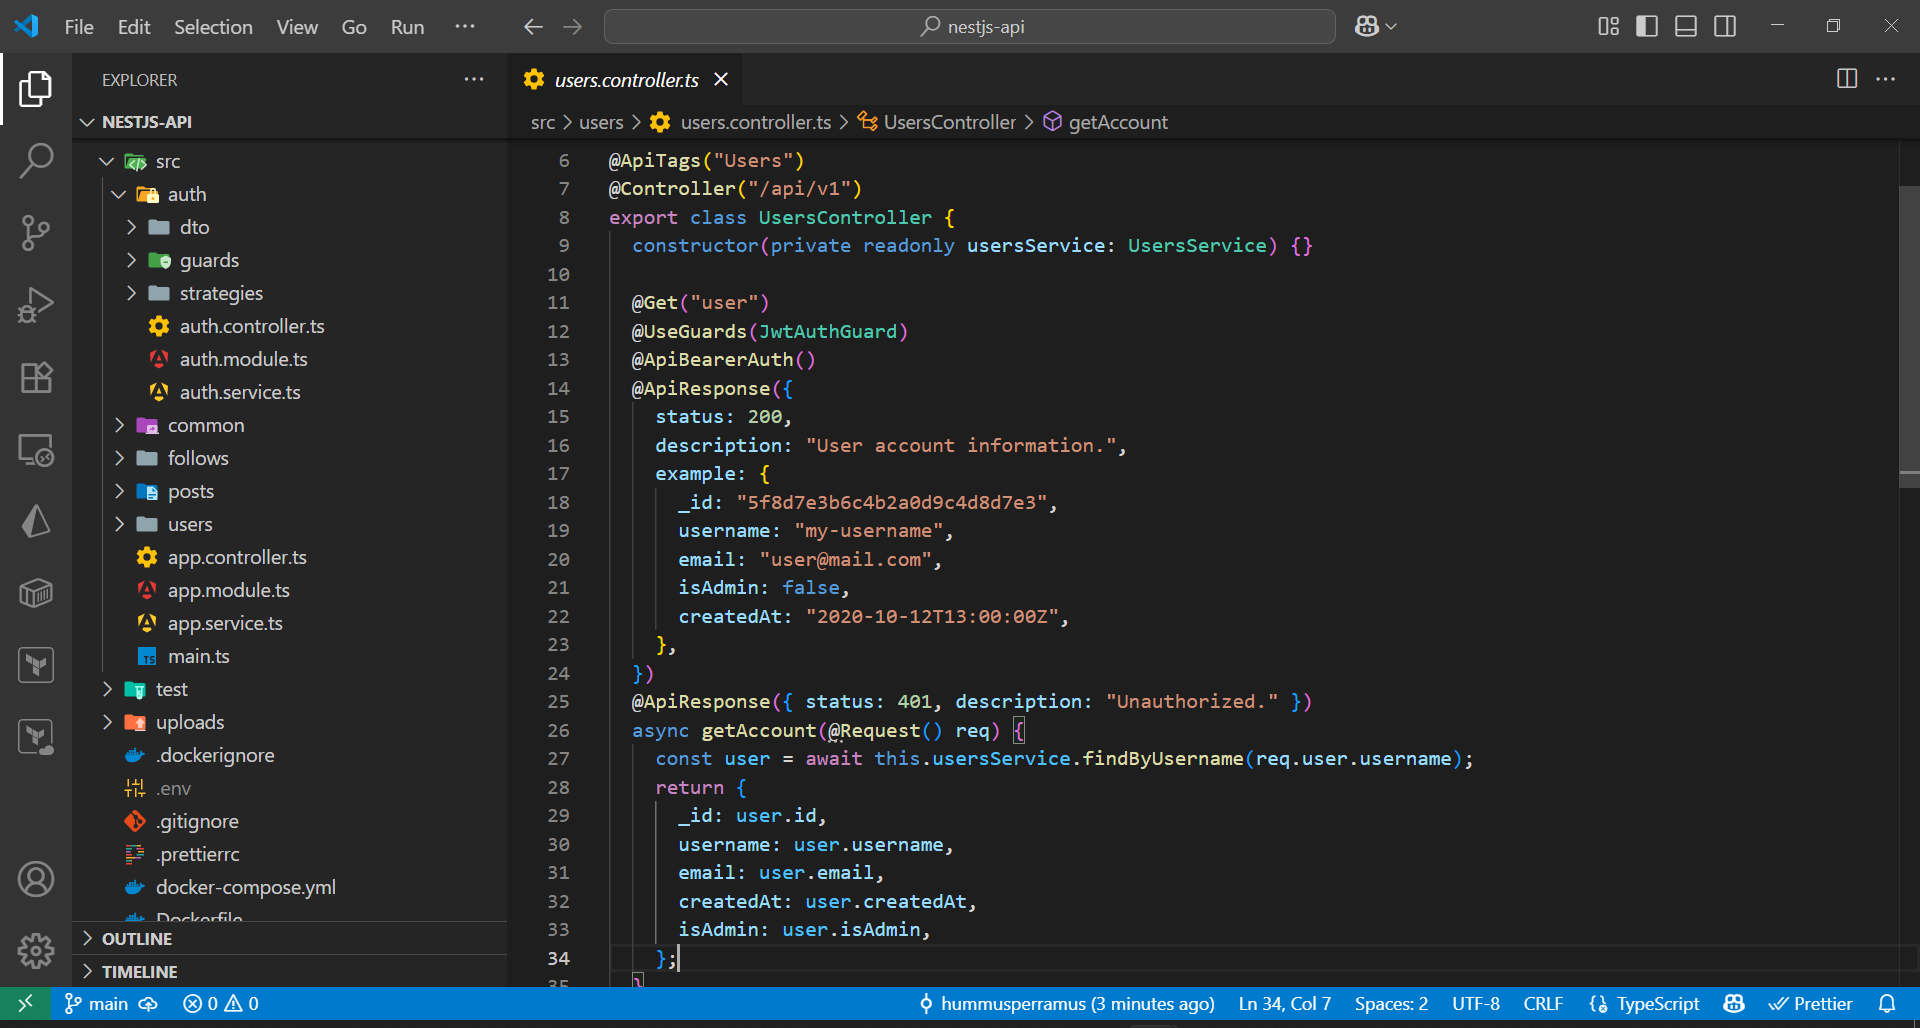 File Edit Selection View Go Run ··· nestjs-api
EXPLORER ···
NESTJS-API
src
auth
dto
guards
strategies
auth.controller.ts
auth.module.ts
auth.service.ts
common
follows
posts
users
app.controller.ts
app.module.ts
app.service.ts
TS main.ts
test
uploads
.dockerignore
.env
.gitignore
.prettierrc
docker-compose.yml
Dockerfile
OUTLINE
TIMELINE
users.controller.ts
src > users > users.controller.ts > UsersController > getAccount
6 @ApiTags("Users")
7 @Controller("/api/v1")
8 export class UsersController {
9 constructor(private readonly usersService: UsersService) {}
10
11 @Get("user")
12 @UseGuards(JwtAuthGuard)
13 @ApiBearerAuth()
14 @ApiResponse({
15 status: 200,
16 description: "User account information.",
17 example: {
18 _id: "5f8d7e3b6c4b2a0d9c4d8d7e3",
19 username: "my-username",
20 email: "user@mail.com",
21 isAdmin: false,
22 createdAt: "2020-10-12T13:00:00Z",
23 },
24 })
25 @ApiResponse({ status: 401, description: "Unauthorized." })
26 async getAccount(@Request() req) {
27 const user = await this.usersService.findByUsername(req.user.username);
28 return {
29 _id: user.id,
30 username: user.username,
31 email: user.email,
32 createdAt: user.createdAt,
33 isAdmin: user.isAdmin,
34 };
35 }
main 0 0 hummusperramus (3 minutes ago) Ln 34, Col 7 Spaces: 2 UTF-8 CRLF TypeScript Prettier